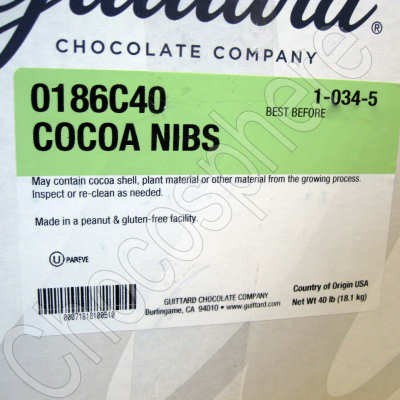 Guittard
®
CHOCOLATE COMPANY
0186C40
1-034-5
BEST BEFORE
COCOA NIBS
May contain cocoa shell, plant material or other material from the growing process.
Inspect or re-clean as needed.
Made in a peanut & gluten-free facility.
U PAREVE
GUITTARD CHOCOLATE COMPANY
Burlingame, CA 94010 • www.guittard.com
Country of Origin USA
Net Wt 40 lb (18.1 kg)
Chocosphere